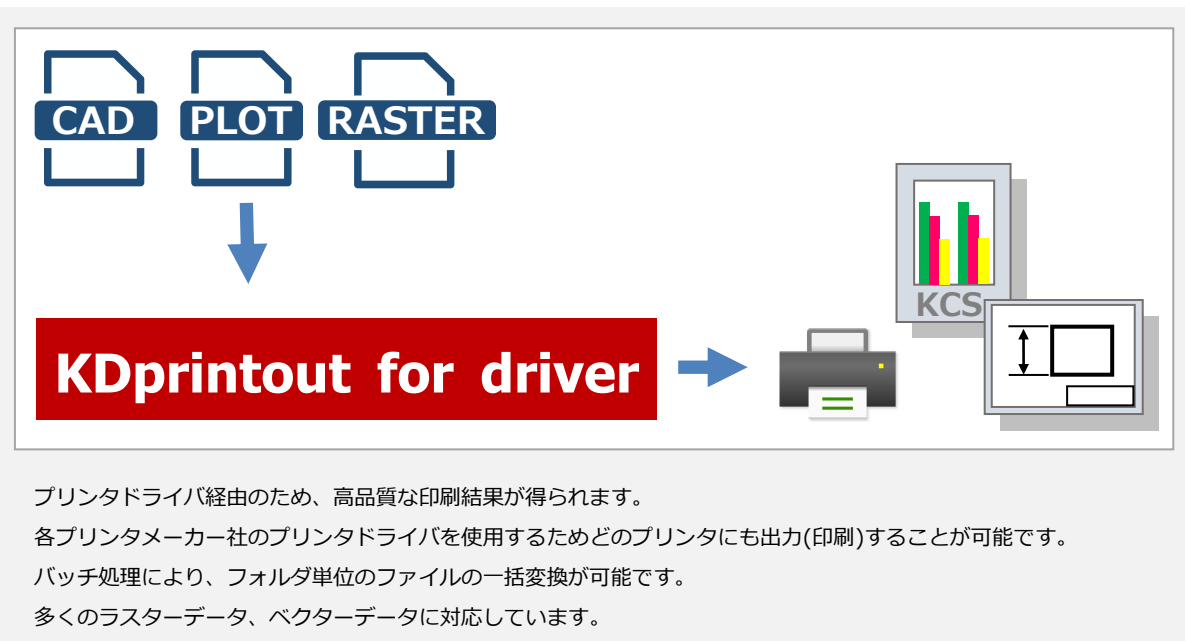 CAD PLOT RASTER
KCS
KDprintout for driver
プリンタドライバ経由のため、高品質な印刷結果が得られます。
各プリンタメーカー社のプリンタドライバを使用するためどのプリンタにも出力(印刷)することが可能です。
バッチ処理により、フォルダ単位のファイルの一括変換が可能です。
多くのラスターデータ、ベクターデータに対応しています。